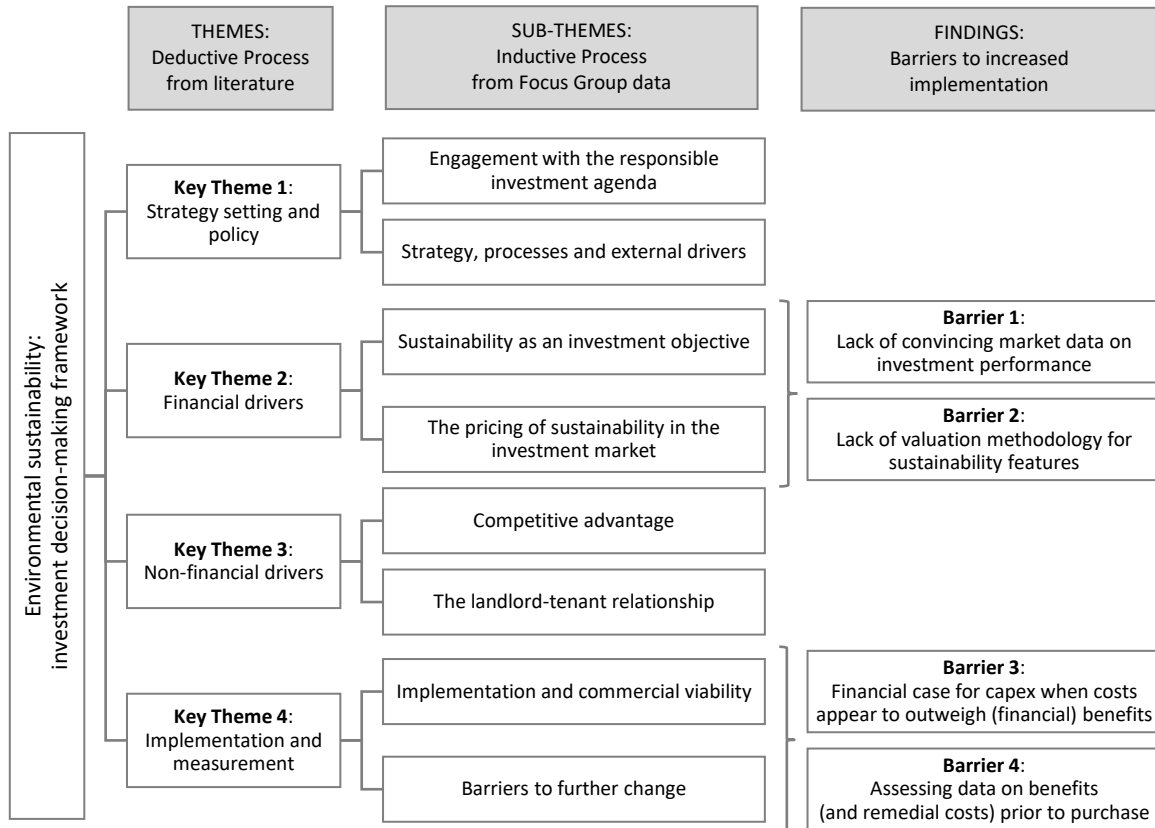 THEMES:
Deductive Process
from literature
SUB-THEMES:
Inductive Process
from Focus Group data
FINDINGS:
Barriers to increased
implementation
Environmental sustainability:
investment decision-making framework
Key Theme 1:
Strategy setting and
policy
Engagement with the responsible
investment agenda
Strategy, processes and external drivers
Key Theme 2:
Financial drivers
Sustainability as an investment objective
The pricing of sustainability in the
investment market
Barrier 1:
Lack of convincing market data on
investment performance
Barrier 2:
Lack of valuation methodology for
sustainability features
Key Theme 3:
Non-financial drivers
Competitive advantage
The landlord-tenant relationship
Key Theme 4:
Implementation and
measurement
Implementation and commercial viability
Barriers to further change
Barrier 3:
Financial case for capex when costs
appear to outweigh (financial) benefits
Barrier 4:
Assessing data on benefits
(and remedial costs) prior to purchase